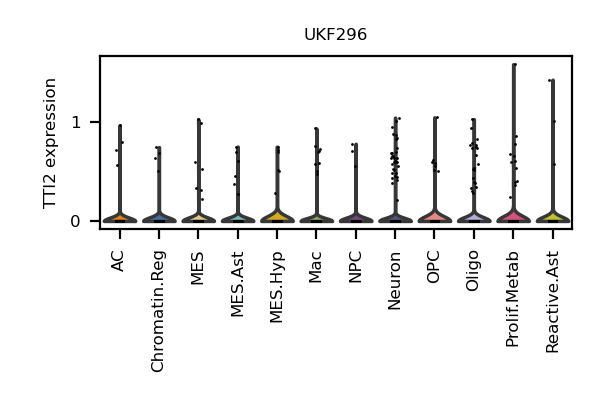 UKF296
TTI2 expression
1
0
AC
Chromatin.Reg
MES
MES.Ast
MES.Hyp
Mac
NPC
Neuron
OPC
Oligo
Prolif.Metab
Reactive.Ast